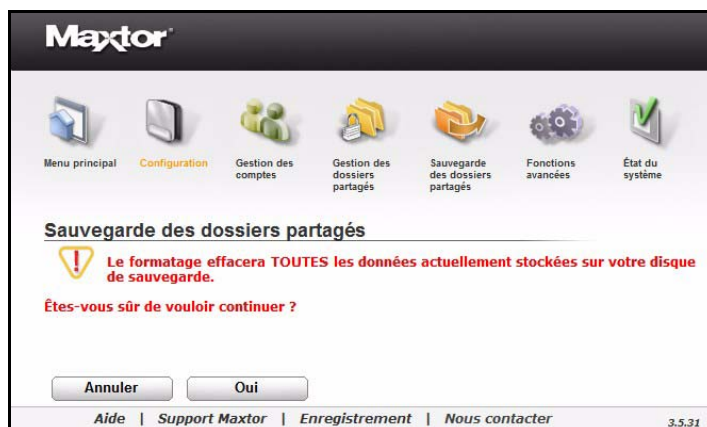 Maxtor
Menu principal
Configuration
Gestion des
comptes
Gestion des
dossiers
partagés
Sauvegarde
des dossiers
partagés
Fonctions
avancées
État du
système
Sauvegarde des dossiers partagés
Le formatage effacera TOUTES les données actuellement stockées sur votre disque
de sauvegarde.
Êtes-vous sûr de vouloir continuer ?
Annuler Oui
Aide | Support Maxtor | Enregistrement | Nous contacter 3.5.31